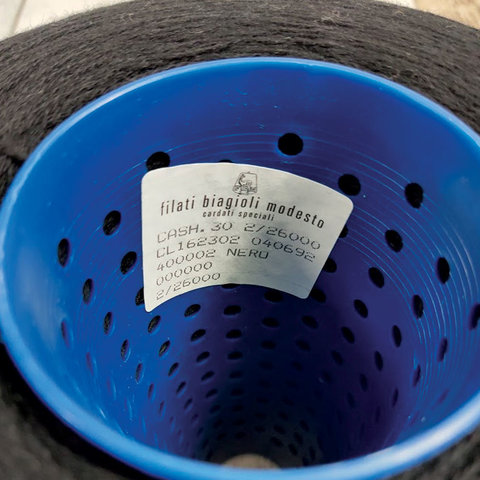 filati biagioli modesto
cardati speciali
CASH.30 2/26000
CL162302 040692
400002 NERO
000000
2/26000